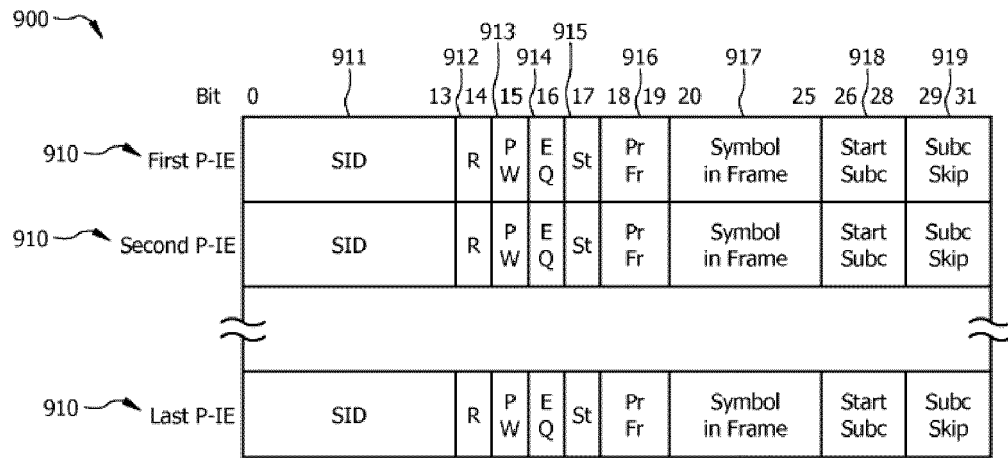 900
911 912 913 914 915 916 917 918 919
Bit 0 13 14 15 16 17 18 19 20 25 26 28 29 31
910 First P-IE SID R P W E Q St Pr Fr Symbol in Frame Start Subc Subc Skip
910 Second P-IE SID R P W E Q St Pr Fr Symbol in Frame Start Subc Subc Skip
910 Last P-IE SID R P W E Q St Pr Fr Symbol in Frame Start Subc Subc Skip